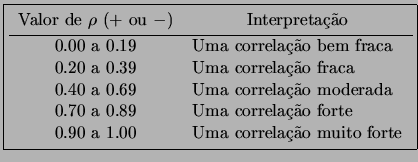 Valor de ρ (+ ou −) Interpretação
0.00 a 0.19 Uma correlação bem fraca
0.20 a 0.39 Uma correlação fraca
0.40 a 0.69 Uma correlação moderada
0.70 a 0.89 Uma correlação forte
0.90 a 1.00 Uma correlação muito forte